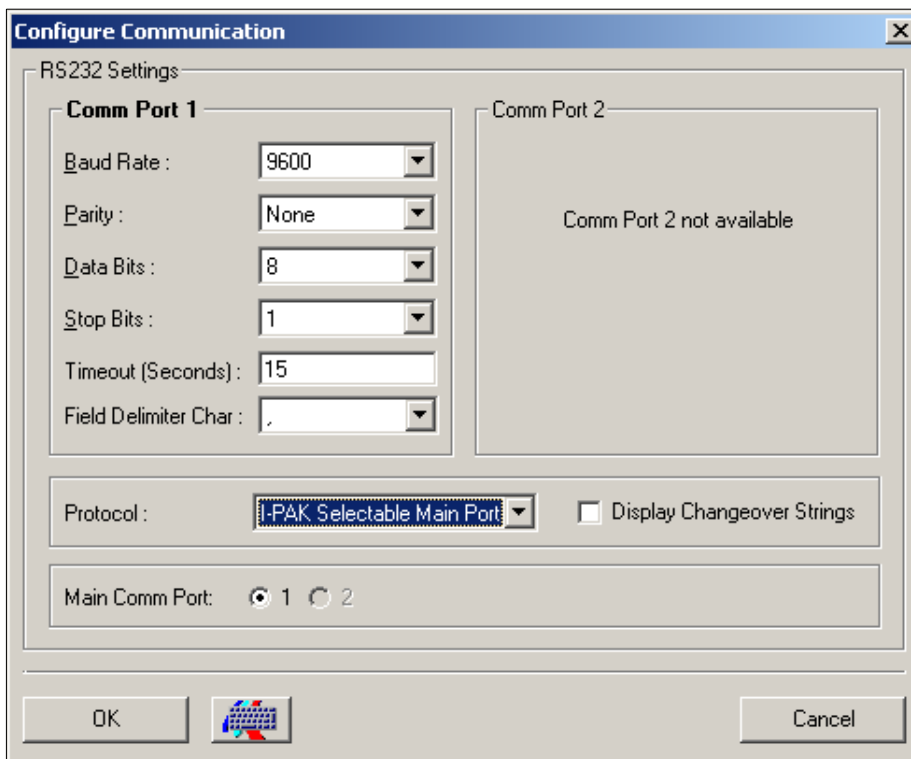 Configure Communication
RS232 Settings
Comm Port 1
Baud Rate : 9600
Parity : None
Data Bits : 8
Stop Bits : 1
Timeout (Seconds) : 15
Field Delimiter Char : ,
Comm Port 2
Comm Port 2 not available
Protocol : I-PAK Selectable Main Port Display Changeover Strings
Main Comm Port: 1 2
OK Cancel